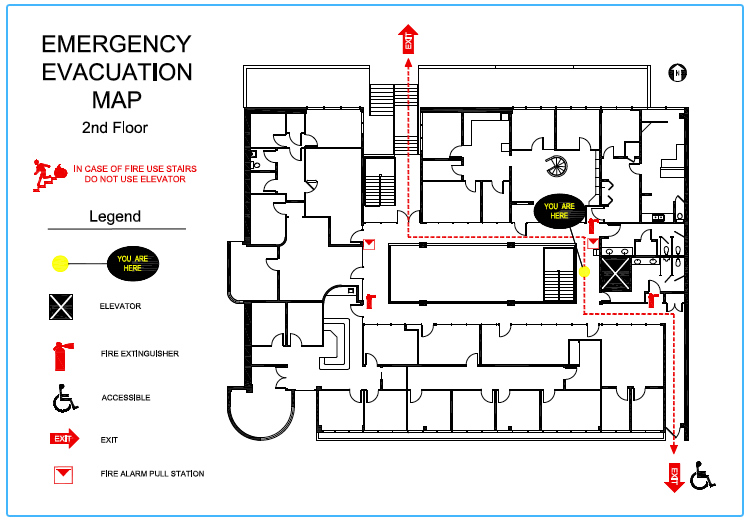 EMERGENCY
EVACUATION
MAP
2nd Floor
IN CASE OF FIRE USE STAIRS
DO NOT USE ELEVATOR
Legend
YOU ARE
HERE
ELEVATOR
FIRE EXTINGUISHER
ACCESSIBLE
EXIT
EXIT
FIRE ALARM PULL STATION
EXIT
N
YOU ARE
HERE
EXIT